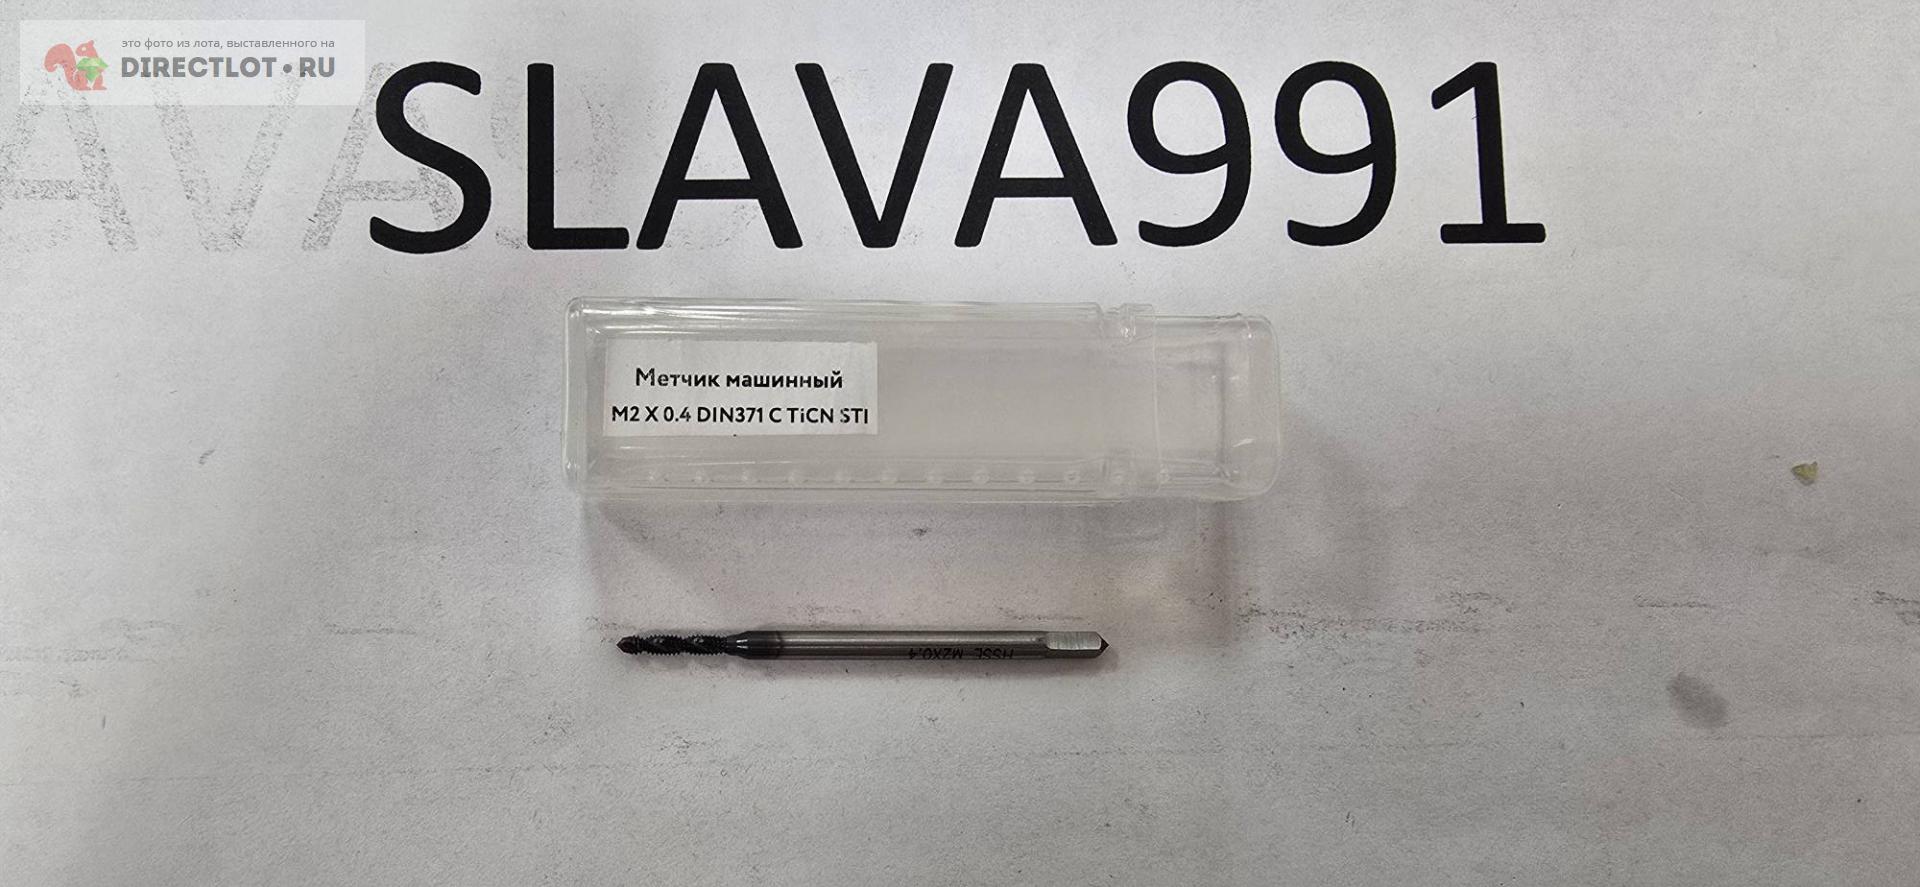 это фото из лота, выставленного на
DIRECTLOT•RU
SLAVA991
Метчик машинный
M2 X 0.4 DIN371 C TiCN STI
HSSE M2X0.4